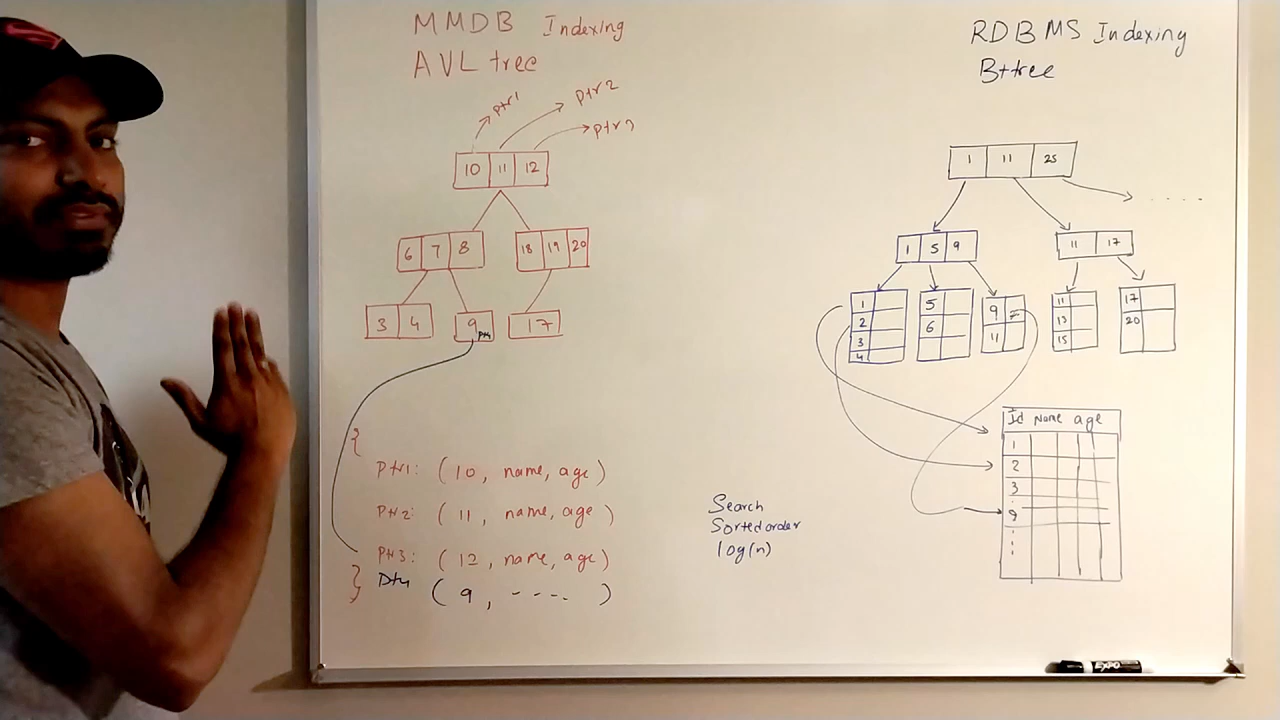 MMDB Indexing
AVL tree
ptr1
ptr2
ptr3
10 11 12
6 7 8
18 19 20
3 4
9 ptr4
17
{
Ptr1: (10, name, age)
Ptr2: (11, name, age)
Ptr3: (12, name, age)
}
Ptr4 (9, ----)
Search
Sorted order
log(n)
RDBMS Indexing
B+tree
1 11 25
.....
1 5 9
11 17
1
2
3
4
5
6
9
11
11
13
15
17
20
Id Name age
1
2
3
:
9
:
EXPO